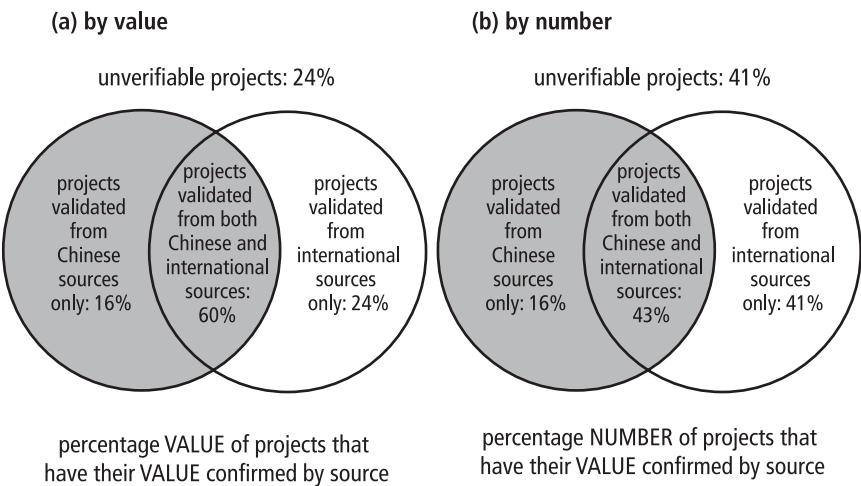 (a) by value
unverifiable projects: 24%
projects
validated
from
Chinese
sources
only: 16%
projects
validated
from both
Chinese and
international
sources:
60%
projects
validated
from
international
sources
only: 24%
percentage VALUE of projects that
have their VALUE confirmed by source
(b) by number
unverifiable projects: 41%
projects
validated
from
Chinese
sources
only: 16%
projects
validated
from both
Chinese and
international
sources:
43%
projects
validated
from
international
sources
only: 41%
percentage NUMBER of projects that
have their VALUE confirmed by source